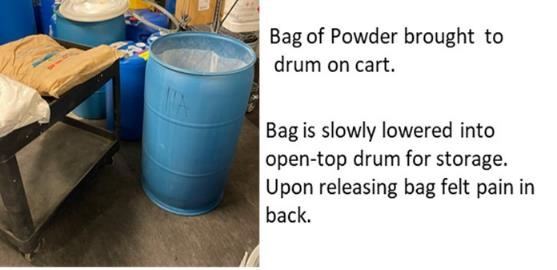 Bag of Powder brought to
drum on cart.
Bag is slowly lowered into
open-top drum for storage.
Upon releasing bag felt pain in
back.